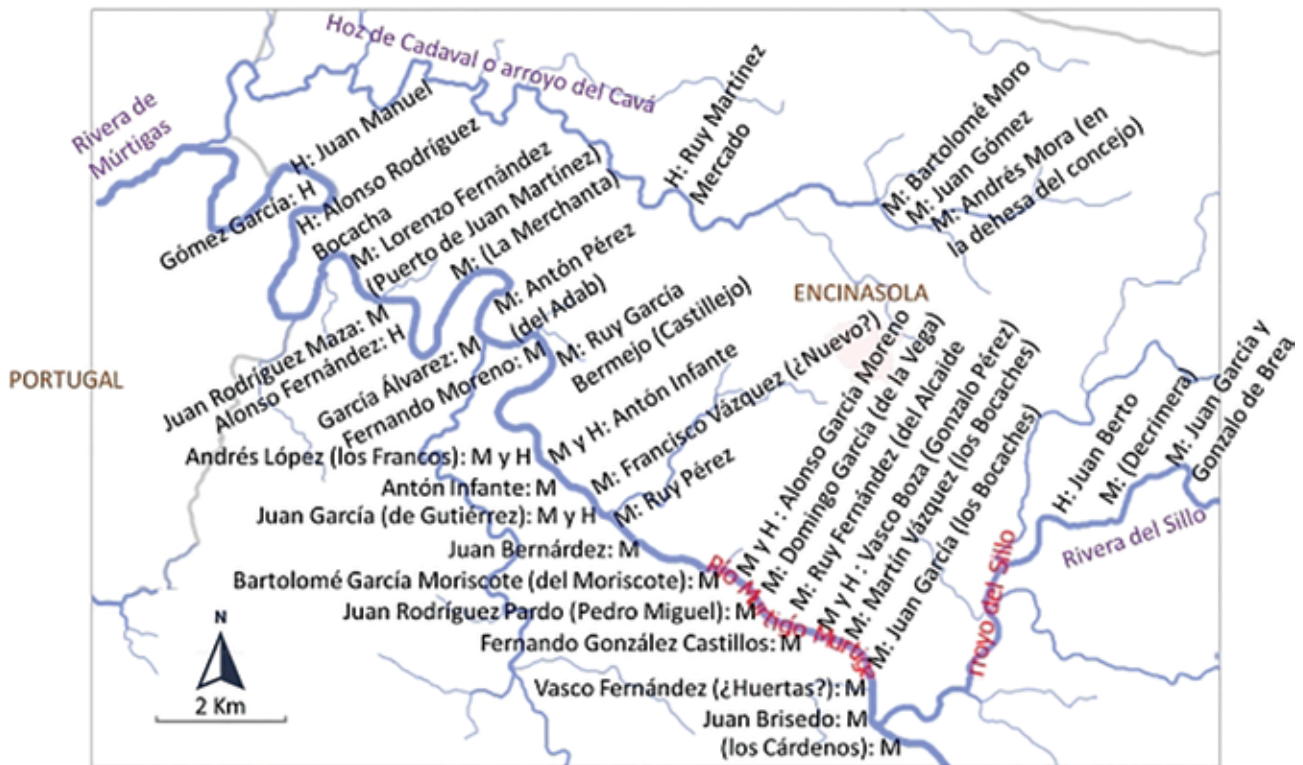 Hoz de Cadaval o arroyo del Cavá
Rivera de
Múrtigas
Gómez García: H
H: Juan Manuel
H: Alonso Rodríguez
Bocacha
M: Lorenzo Fernández
(Puerto de Juan Martínez)
M: (La Merchanta)
M: Antón Pérez
(del Adab)
H: Ruy Martínez
Mercado
M: Bartolomé Moro
M: Juan Gómez
M: Andrés Mora (en
la dehesa del concejo)
ENCINASOLA
PORTUGAL
Juan Rodríguez Maza: M
Alonso Fernández: H
García Álvarez: M
Fernando Moreno: M
M: Ruy García
Bermejo (Castillejo)
M y H: Antón Infante
M: Francisco Vázquez (¿Nuevo?)
M: Ruy Pérez
M y H : Alonso García Moreno
M: Domingo García (de la Vega)
M: Ruy Fernández (del Alcalde
M y H : Vasco Boza (Gonzalo Pérez)
M: Martín Vázquez (los Bocaches)
M: Juan García (los Bocaches)
H: Juan Berto
M: (Decrimera)
M: Juan García y
Gonzalo de Brea
Rivera del Sillo
rroyo del Sillo
Río Murtigo Murtiga
Andrés López (los Francos): M y H
Antón Infante: M
Juan García (de Gutiérrez): M y H
Juan Bernárdez: M
Bartolomé García Moriscote (del Moriscote): M
Juan Rodríguez Pardo (Pedro Miguel): M
Fernando González Castillos: M
Vasco Fernández (¿Huertas?): M
Juan Brisedo: M
(los Cárdenos): M
N
2 Km